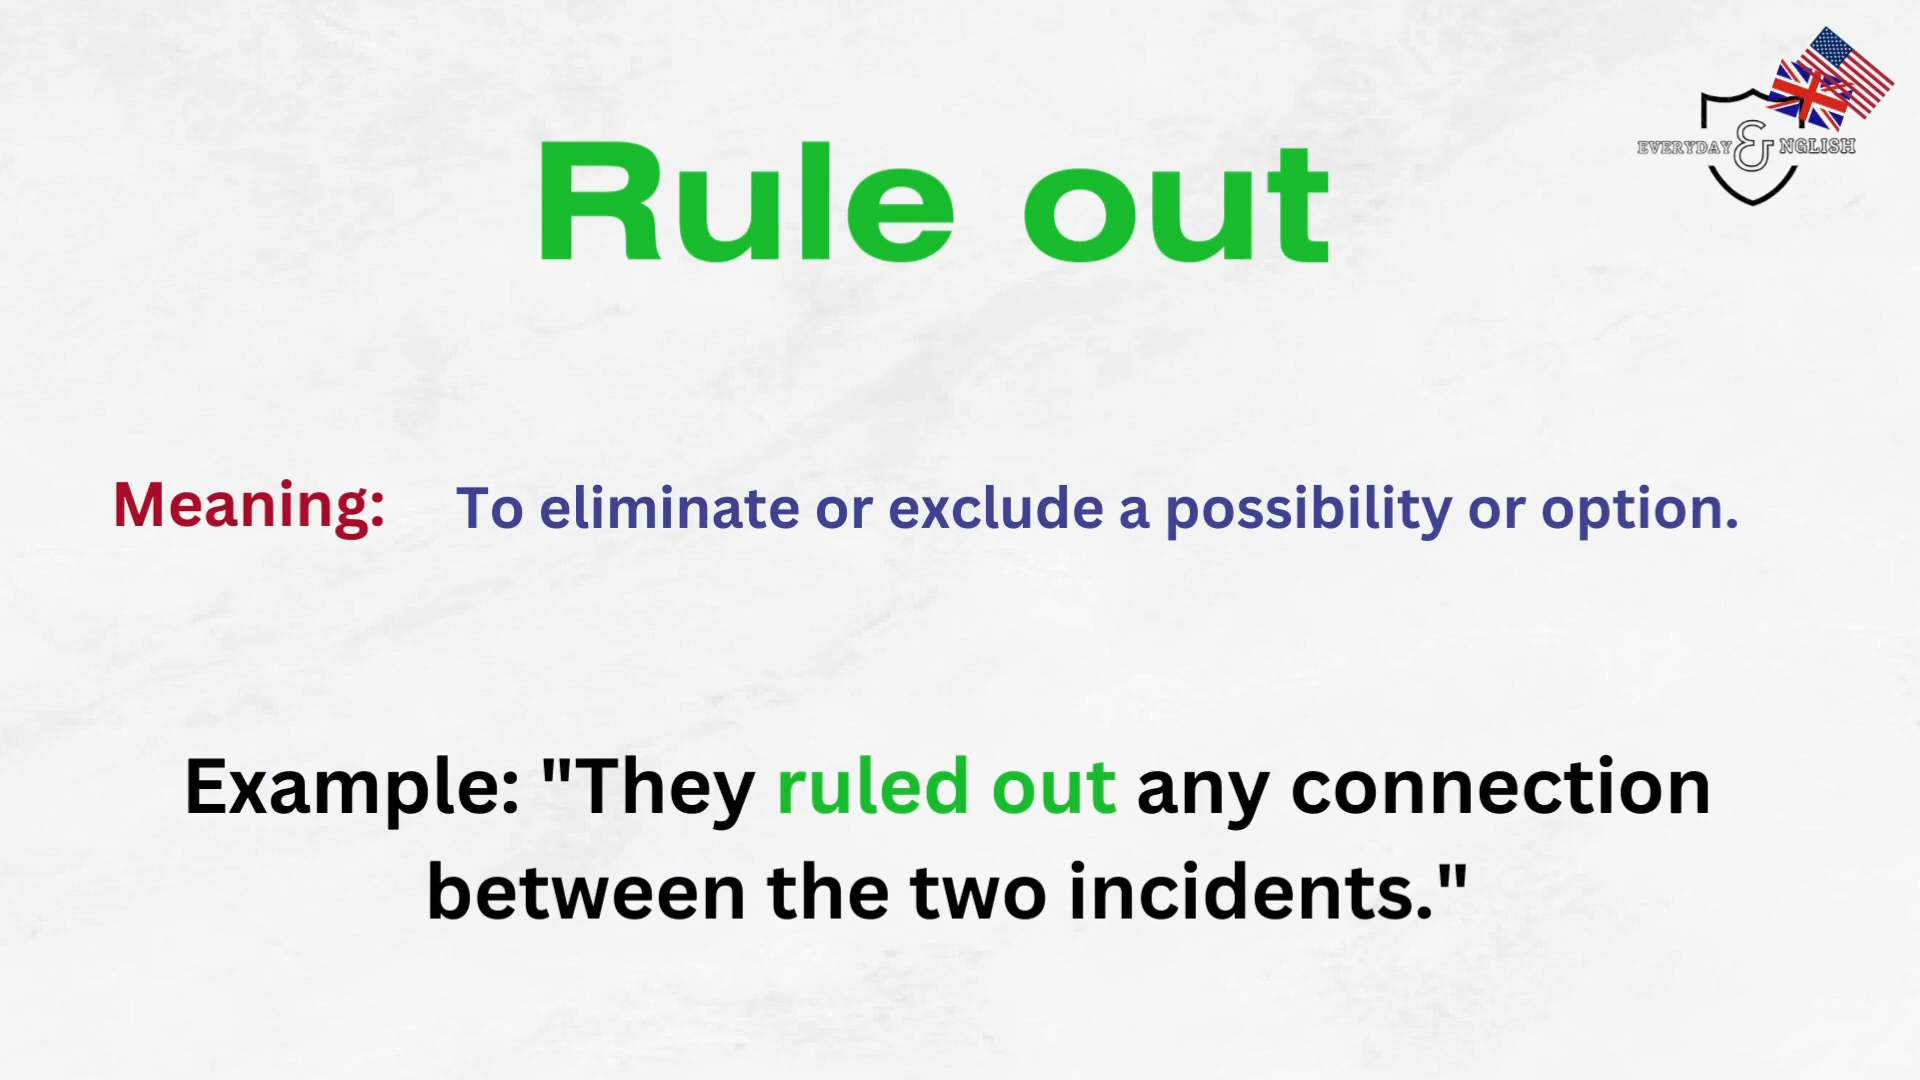 Rule out
EVERYDAY & NGLISH
Meaning: To eliminate or exclude a possibility or option.
Example: "They ruled out any connection
between the two incidents."